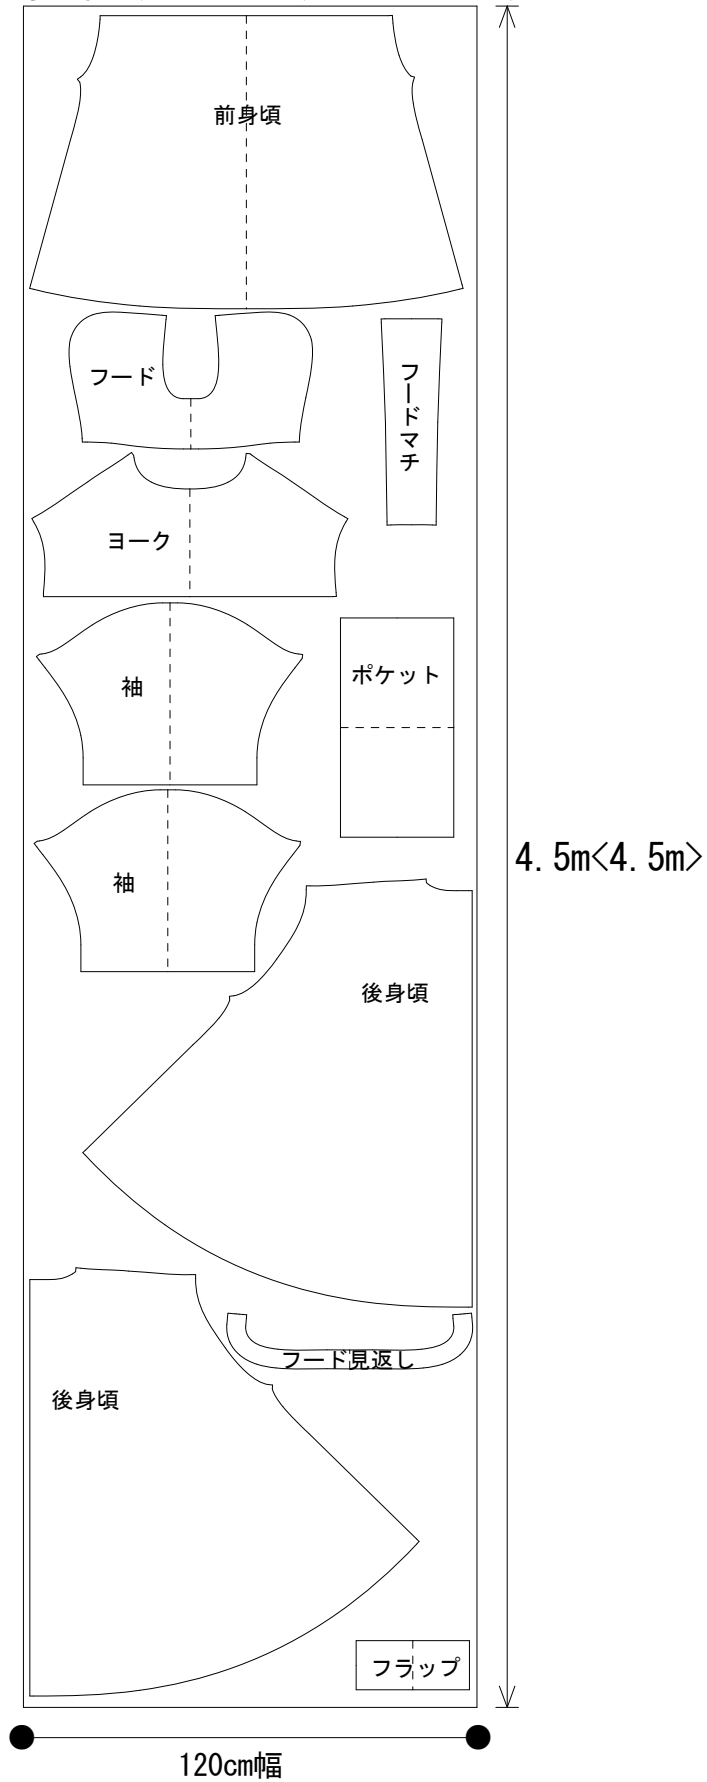 前身頃
フード
フードマチ
ヨーク
袖
ポケット
4.5m<4.5m>
袖
後身頃
フード見返し
後身頃
フラップ
120cm幅